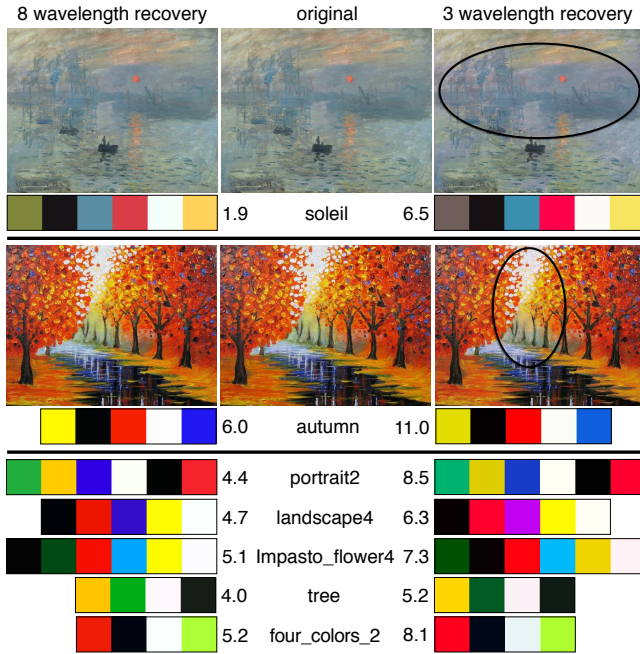 8 wavelength recovery original 3 wavelength recovery
1.9 soleil 6.5
6.0 autumn 11.0
4.4 portrait2 8.5
4.7 landscape4 6.3
5.1 Impasto_flower4 7.3
4.0 tree 5.2
5.2 four_colors_2 8.1